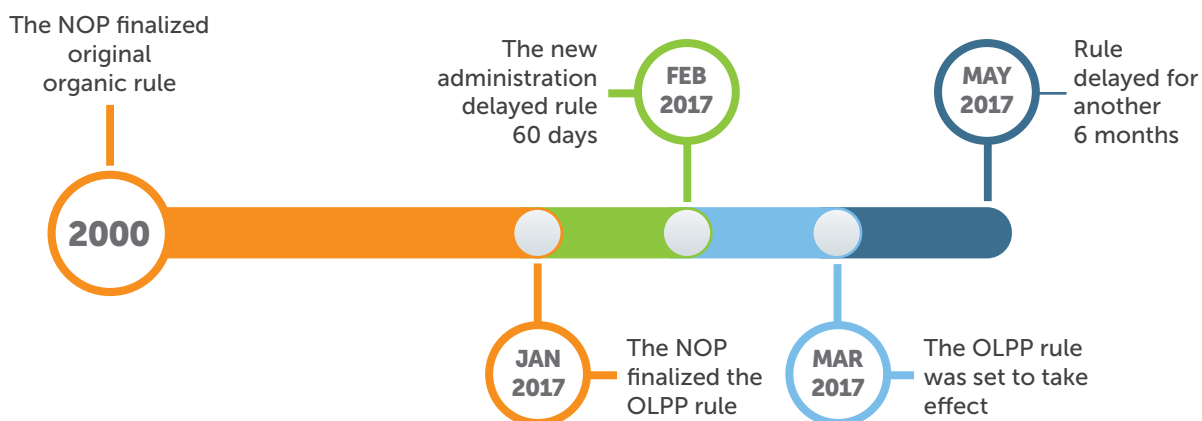 The NOP finalized
original
organic rule
2000
JAN
2017
The NOP
finalized the
OLPP rule
The new
administration
delayed rule
60 days
FEB
2017
MAR
2017
The OLPP rule
was set to take
effect
MAY
2017
Rule
delayed for
another
6 months